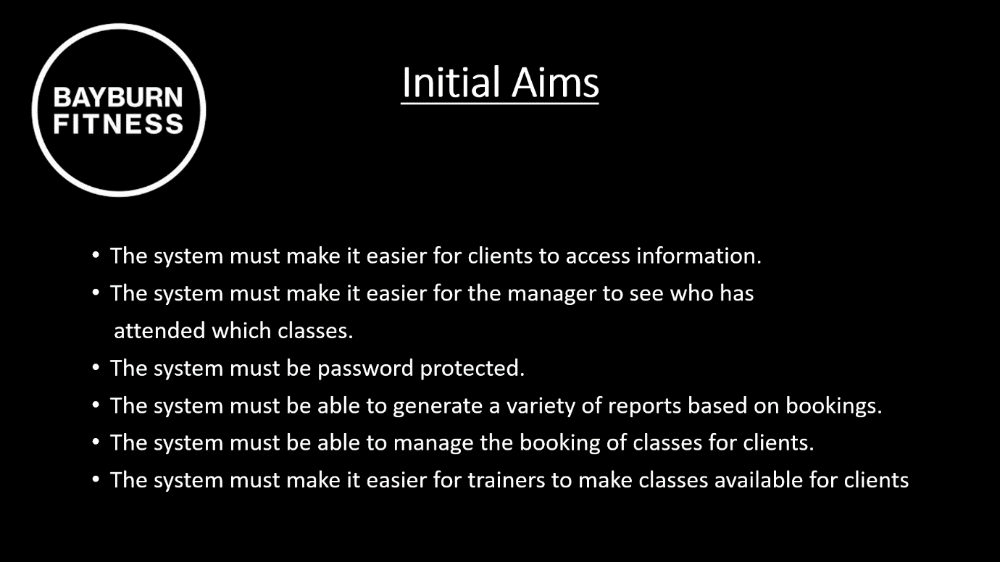 BAYBURN
FITNESS
Initial Aims
• The system must make it easier for clients to access information.
• The system must make it easier for the manager to see who has
attended which classes.
• The system must be password protected.
• The system must be able to generate a variety of reports based on bookings.
• The system must be able to manage the booking of classes for clients.
• The system must make it easier for trainers to make classes available for clients